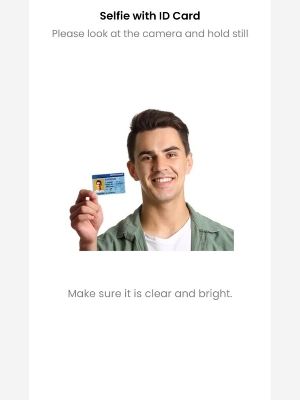 Selfie with ID Card
Please look at the camera and hold still
Make sure it is clear and bright.